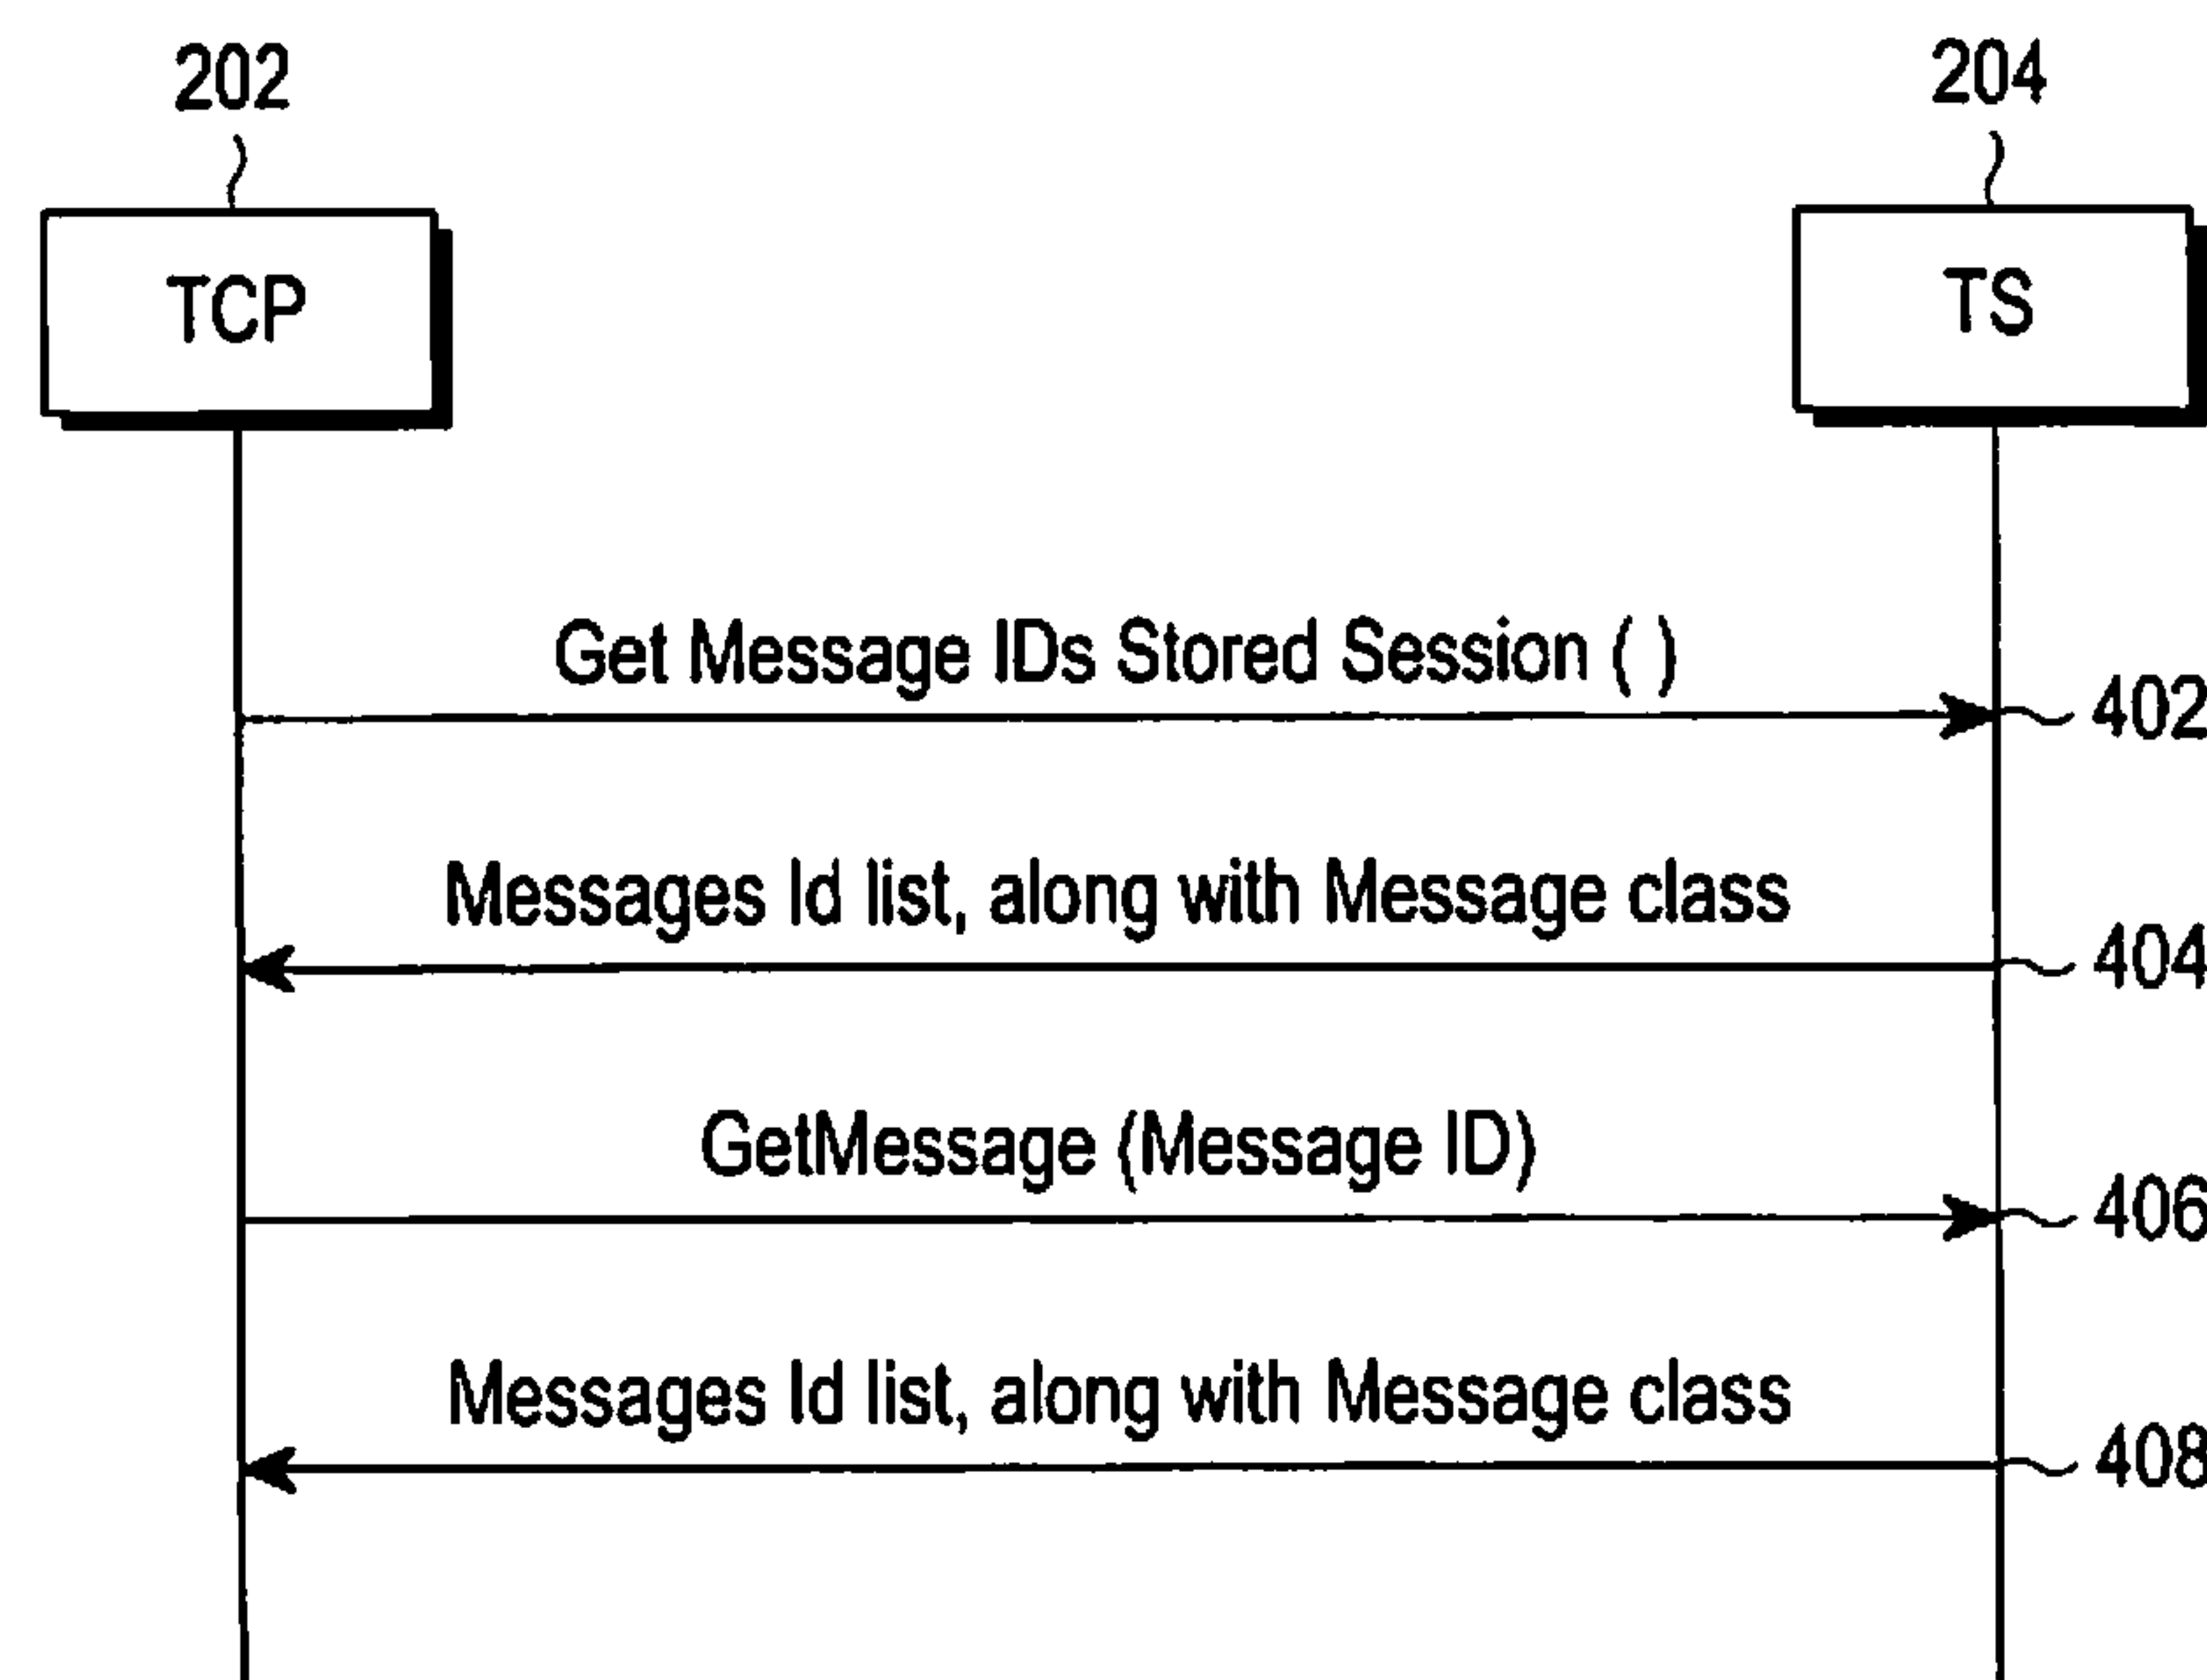 202
204
TCP
TS
Get Message IDs Stored Session ( )
402
Messages Id list, along with Message class
404
GetMessage (Message ID)
406
Messages Id list, along with Message class
408